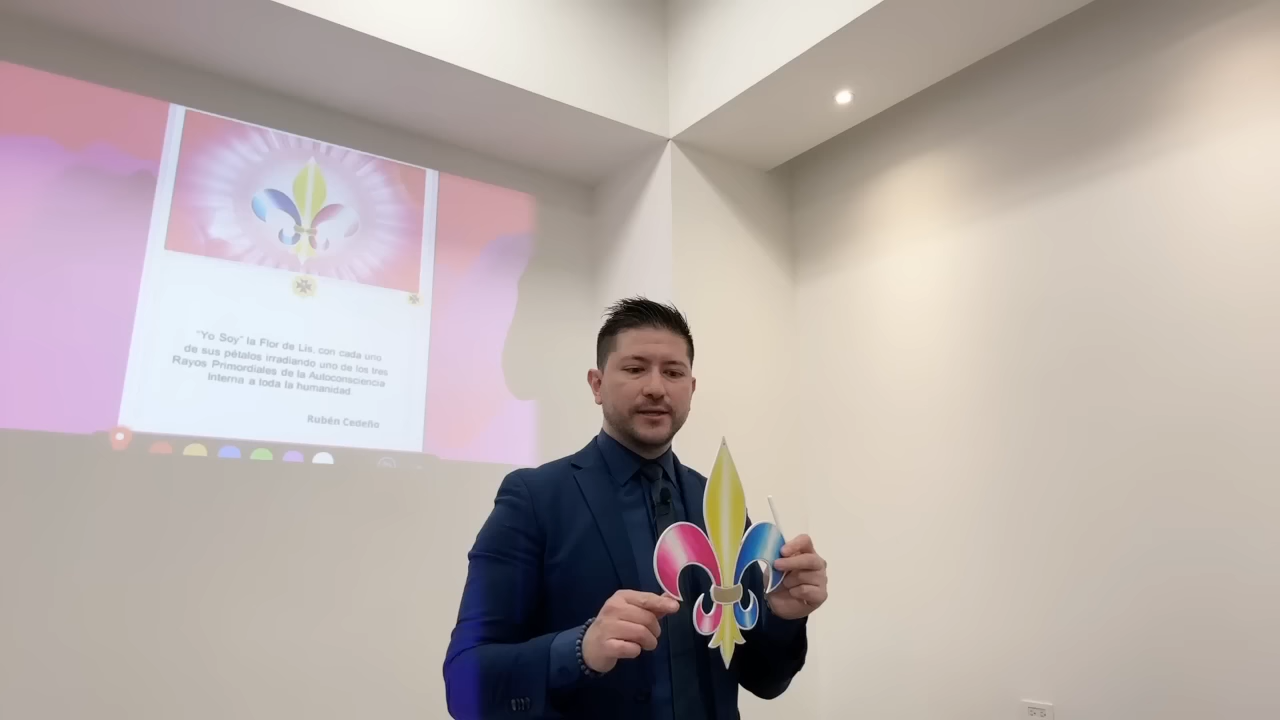 "Yo Soy" la Flor de Lis, con cada uno
de sus pétalos irradiando uno de los tres
Rayos Primordiales de la Autoconsciencia
Interna a toda la humanidad
Rubén Cedeño